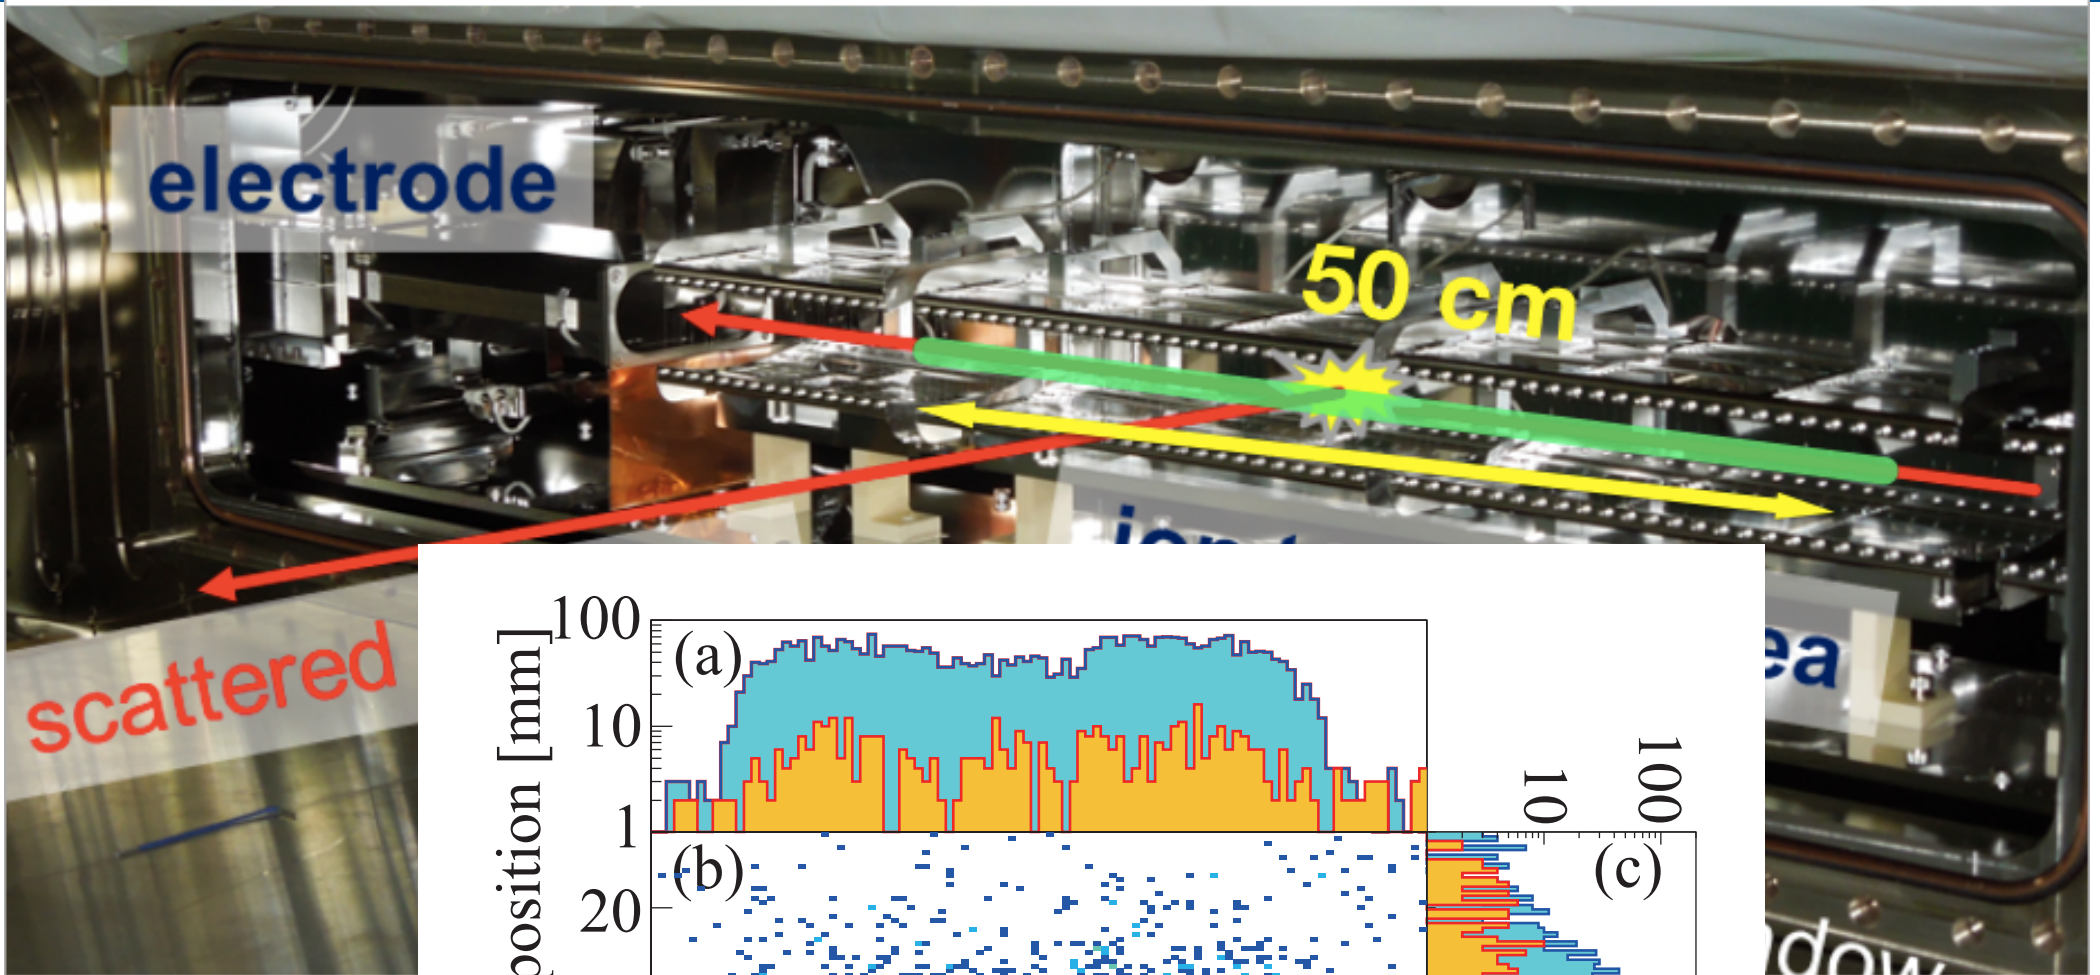 electrode
50 cm
scattered
100
(a)
10
1
position [mm]
(b)
20
10
100
(c)